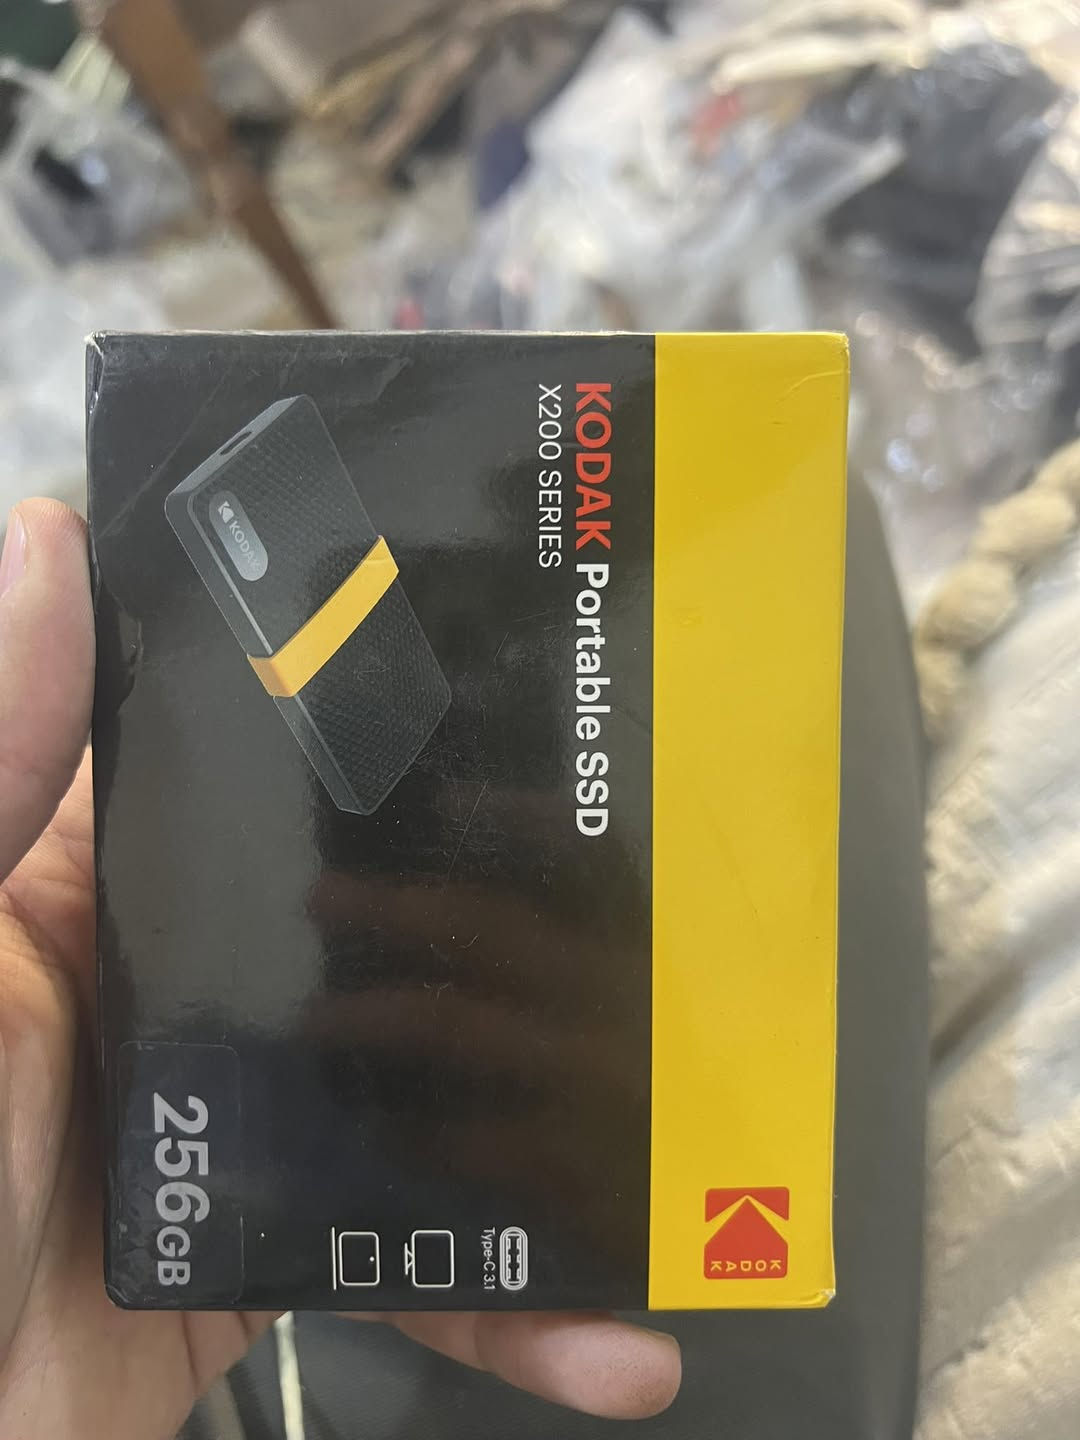 KODAK
KODAK Portable SSD
X200 SERIES
KODAK
Type-C 3.1
256GB